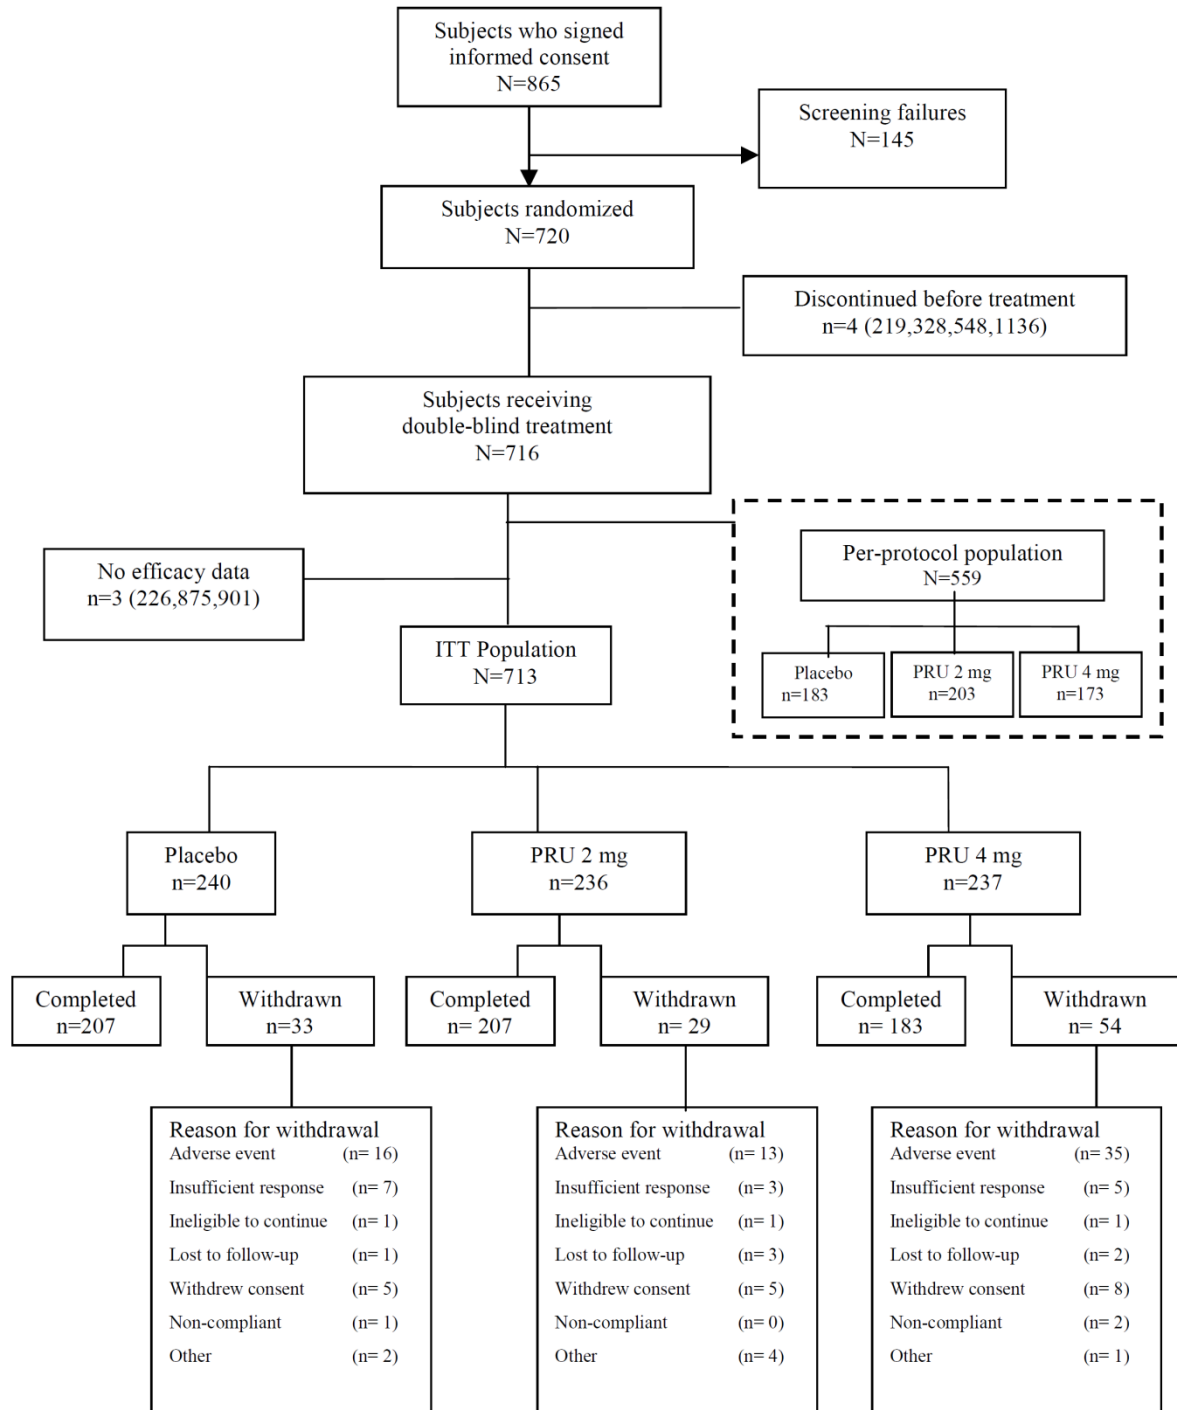 Subjects who signed
informed consent
N=865
Screening failures
N=145
Subjects randomized
N=720
Discontinued before treatment
n=4 (219,328,548,1136)
Subjects receiving
double-blind treatment
N=716
Per-protocol population
N=559
Placebo
n=183
PRU 2 mg
n=203
PRU 4 mg
n=173
No efficacy data
n=3 (226,875,901)
ITT Population
N=713
Placebo
n=240
PRU 2 mg
n=236
PRU 4 mg
n=237
Completed
n=207
Withdrawn
n=33
Completed
n= 207
Withdrawn
n= 29
Completed
n= 183
Withdrawn
n= 54
Reason for withdrawal
Adverse event (n= 16)
Insufficient response (n= 7)
Ineligible to continue (n= 1)
Lost to follow-up (n= 1)
Withdrew consent (n= 5)
Non-compliant (n= 1)
Other (n= 2)
Reason for withdrawal
Adverse event (n= 13)
Insufficient response (n= 3)
Ineligible to continue (n= 1)
Lost to follow-up (n= 3)
Withdrew consent (n= 5)
Non-compliant (n= 0)
Other (n= 4)
Reason for withdrawal
Adverse event (n= 35)
Insufficient response (n= 5)
Ineligible to continue (n= 1)
Lost to follow-up (n= 2)
Withdrew consent (n= 8)
Non-compliant (n= 2)
Other (n= 1)